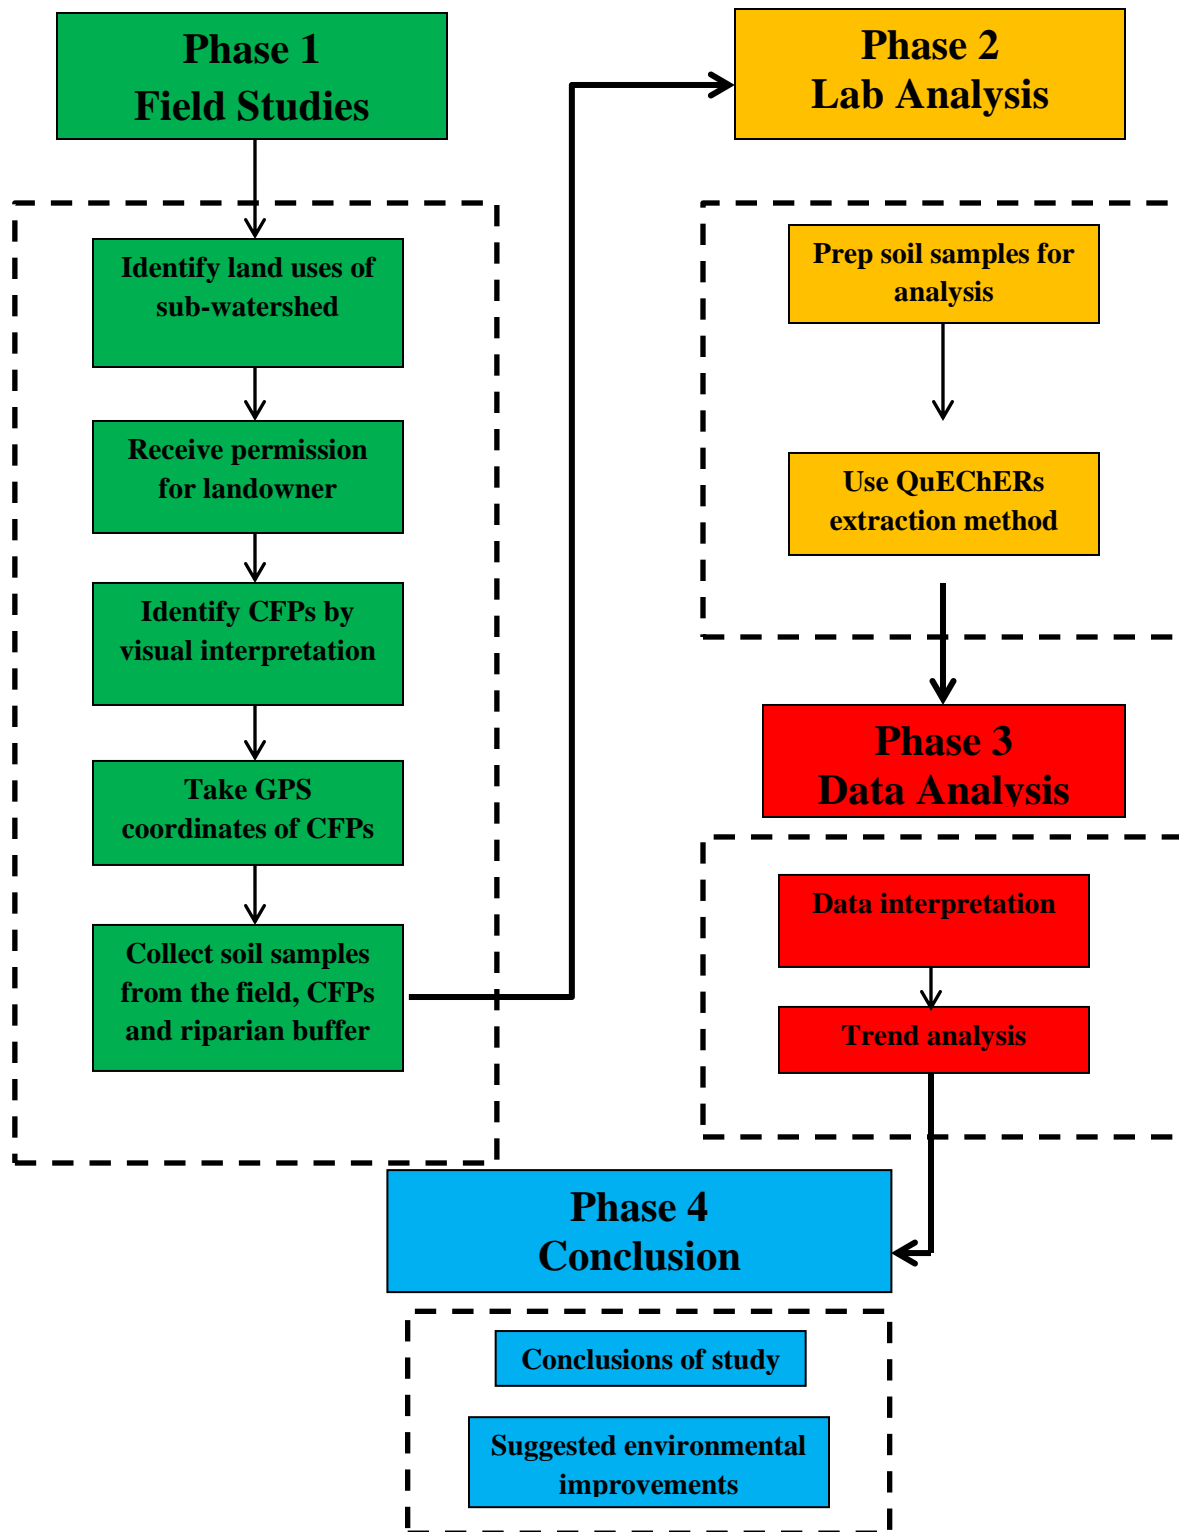 Phase 1
Field Studies
Identify land uses of
sub-watershed
Receive permission
for landowner
Identify CFPs by
visual interpretation
Take GPS
coordinates of CFPs
Collect soil samples
from the field, CFPs
and riparian buffer
Phase 2
Lab Analysis
Prep soil samples for
analysis
Use QuEChERs
extraction method
Phase 3
Data Analysis
Data interpretation
Trend analysis
Phase 4
Conclusion
Conclusions of study
Suggested environmental
improvements